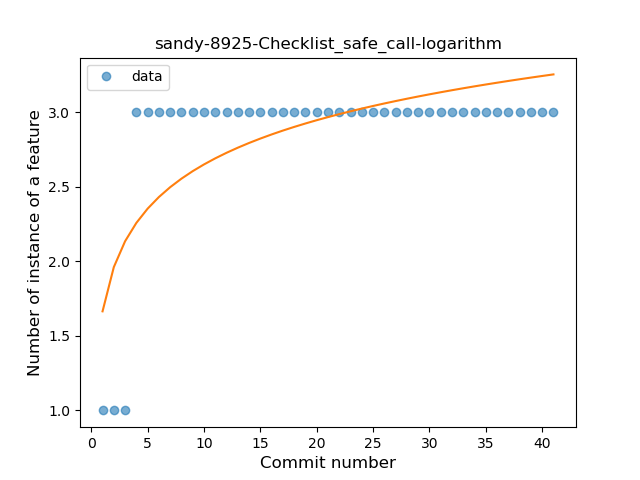 sandy-8925-Checklist_safe_call-logarithm
data
Number of instance of a feature
3.0
2.5
2.0
1.5
1.0
0 5 10 15 20 25 30 35 40
Commit number